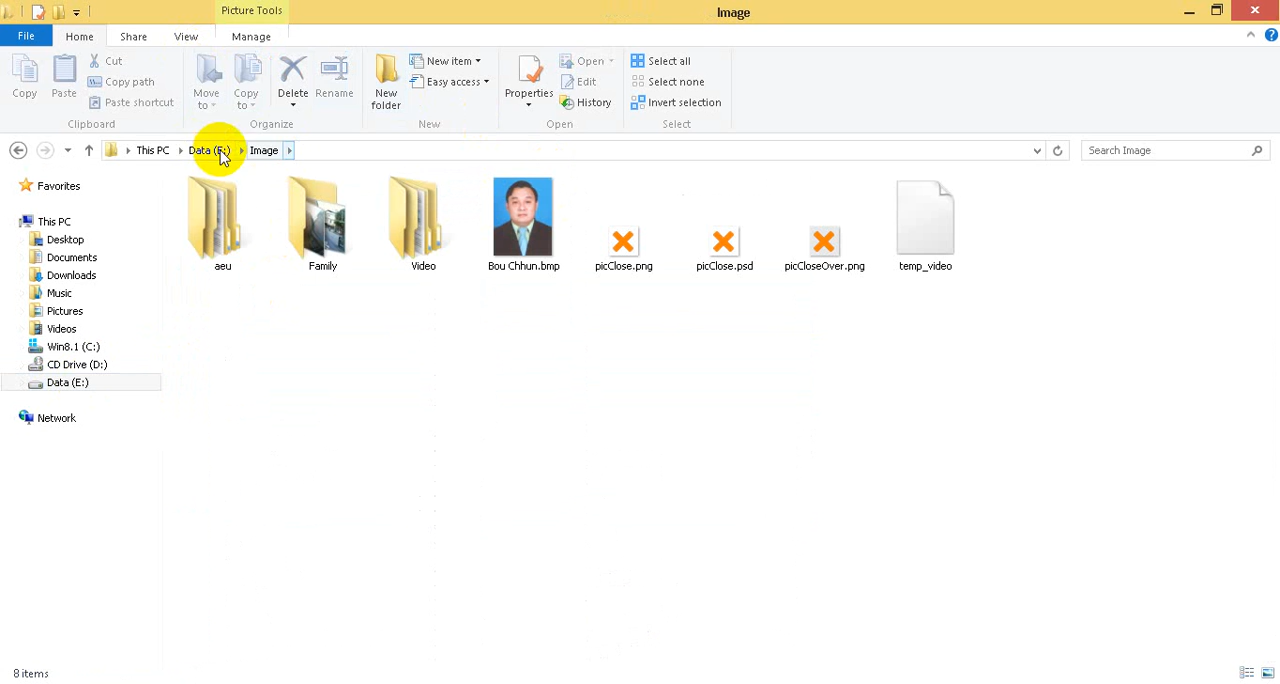 Picture Tools
Image
File Home Share View Manage
Copy
Paste
Cut
Copy path
Paste shortcut
Clipboard
Move to
Copy to
Delete
Rename
Organize
New folder
New item
Easy access
New
Properties
Open
Edit
History
Open
Select all
Select none
Invert selection
Select
This PC Data (E:) Image
Search Image
Favorites
This PC
Desktop
Documents
Downloads
Music
Pictures
Videos
Win8.1 (C:)
CD Drive (D:)
Data (E:)
Network
aeu Family Video Bou Chhun.bmp picClose.png picClose.psd picCloseOver.png temp_video
8 items